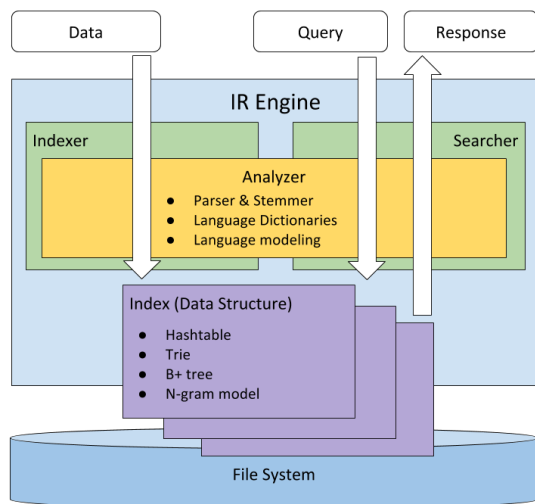 Data
Query
Response
IR Engine
Indexer
Searcher
Analyzer
● Parser & Stemmer
● Language Dictionaries
● Language modeling
Index (Data Structure)
● Hashtable
● Trie
● B+ tree
● N-gram model
File System